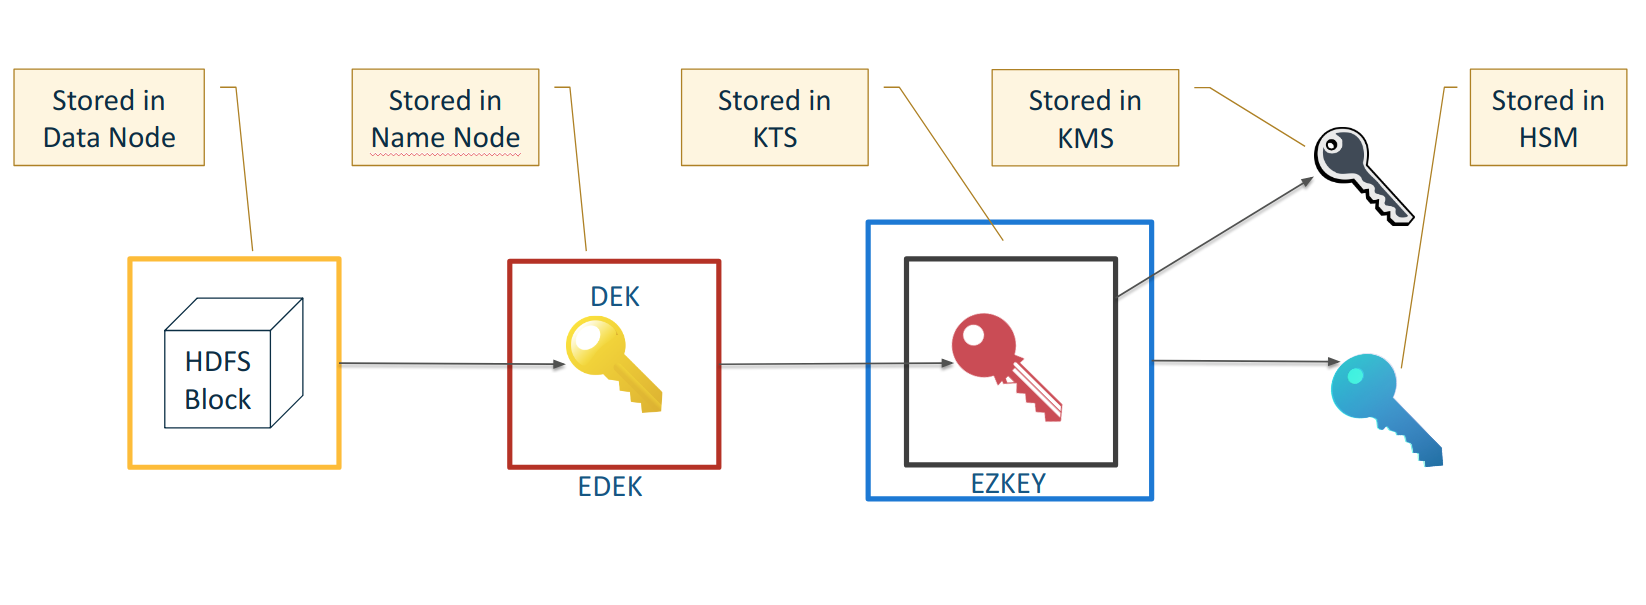 Stored in
Data Node
Stored in
Name Node
Stored in
KTS
Stored in
KMS
Stored in
HSM
HDFS
Block
DEK
EDEK
EZKEY